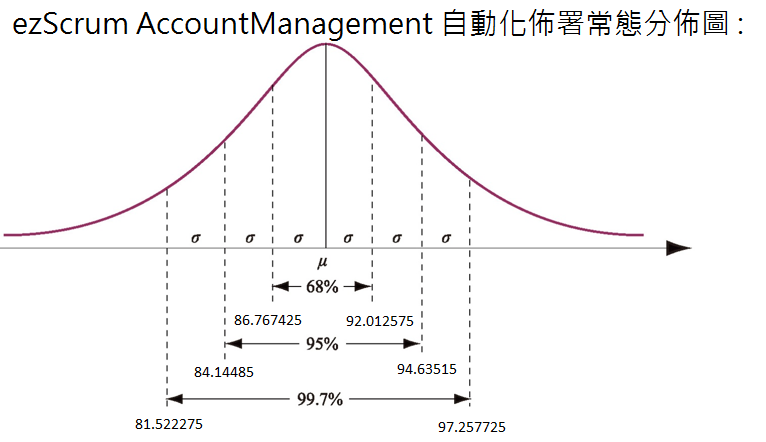 ezScrum AccountManagement 自動化佈署常態分佈圖 :
σ σ σ σ σ σ
μ
68%
86.767425 92.012575
95%
84.14485 94.63515
99.7%
81.522275 97.257725